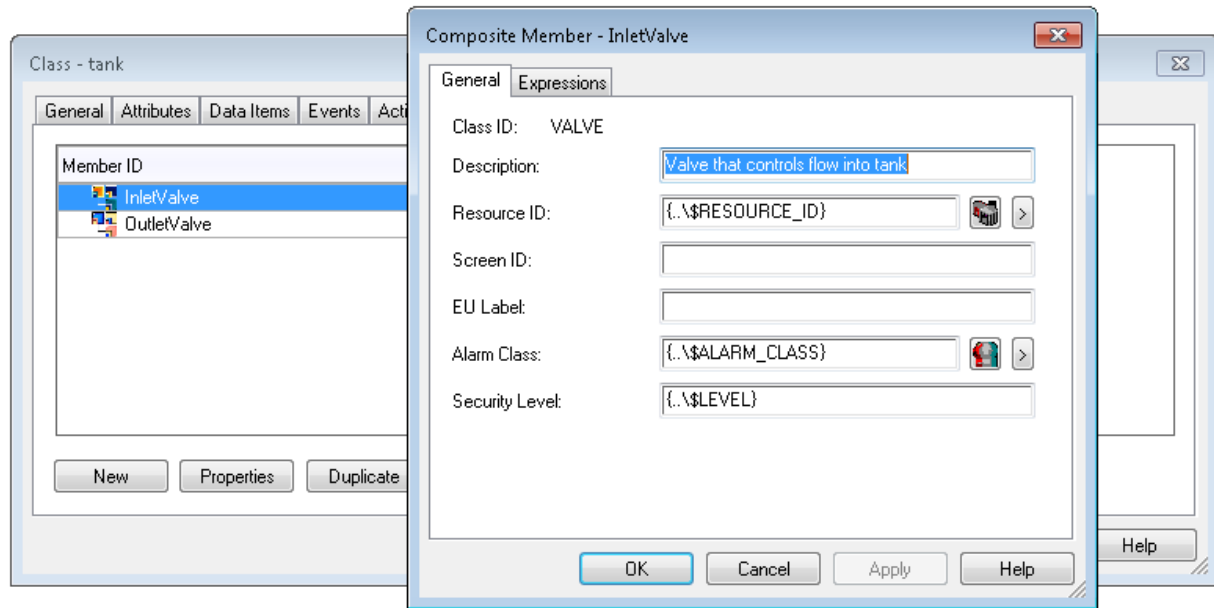 Class - tank
General Attributes Data Items Events Acti
Member ID
InletValve
OutletValve
New Properties Duplicate
Help
Composite Member - InletValve
General Expressions
Class ID: VALVE
Description: Valve that controls flow into tank
Resource ID: {..\$RESOURCE_ID} >
Screen ID:
EU Label:
Alarm Class: {..\$ALARM_CLASS} >
Security Level: {..\$LEVEL}
OK Cancel Apply Help